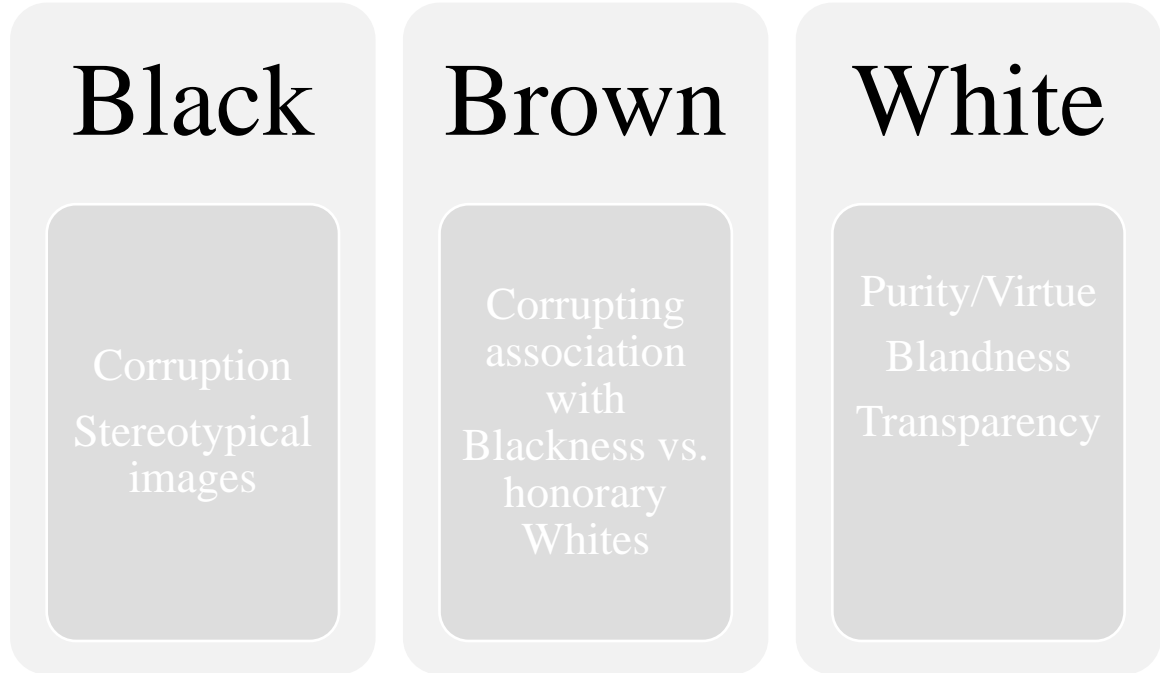 Black
Corruption
Stereotypical
images
Brown
Corrupting
association
with
Blackness vs.
honorary
Whites
White
Purity/Virtue
Blandness
Transparency